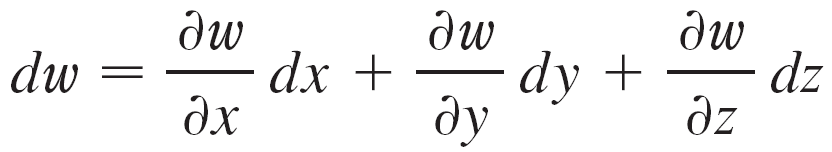 dw = ∂w/∂x dx + ∂w/∂y dy + ∂w/∂z dz